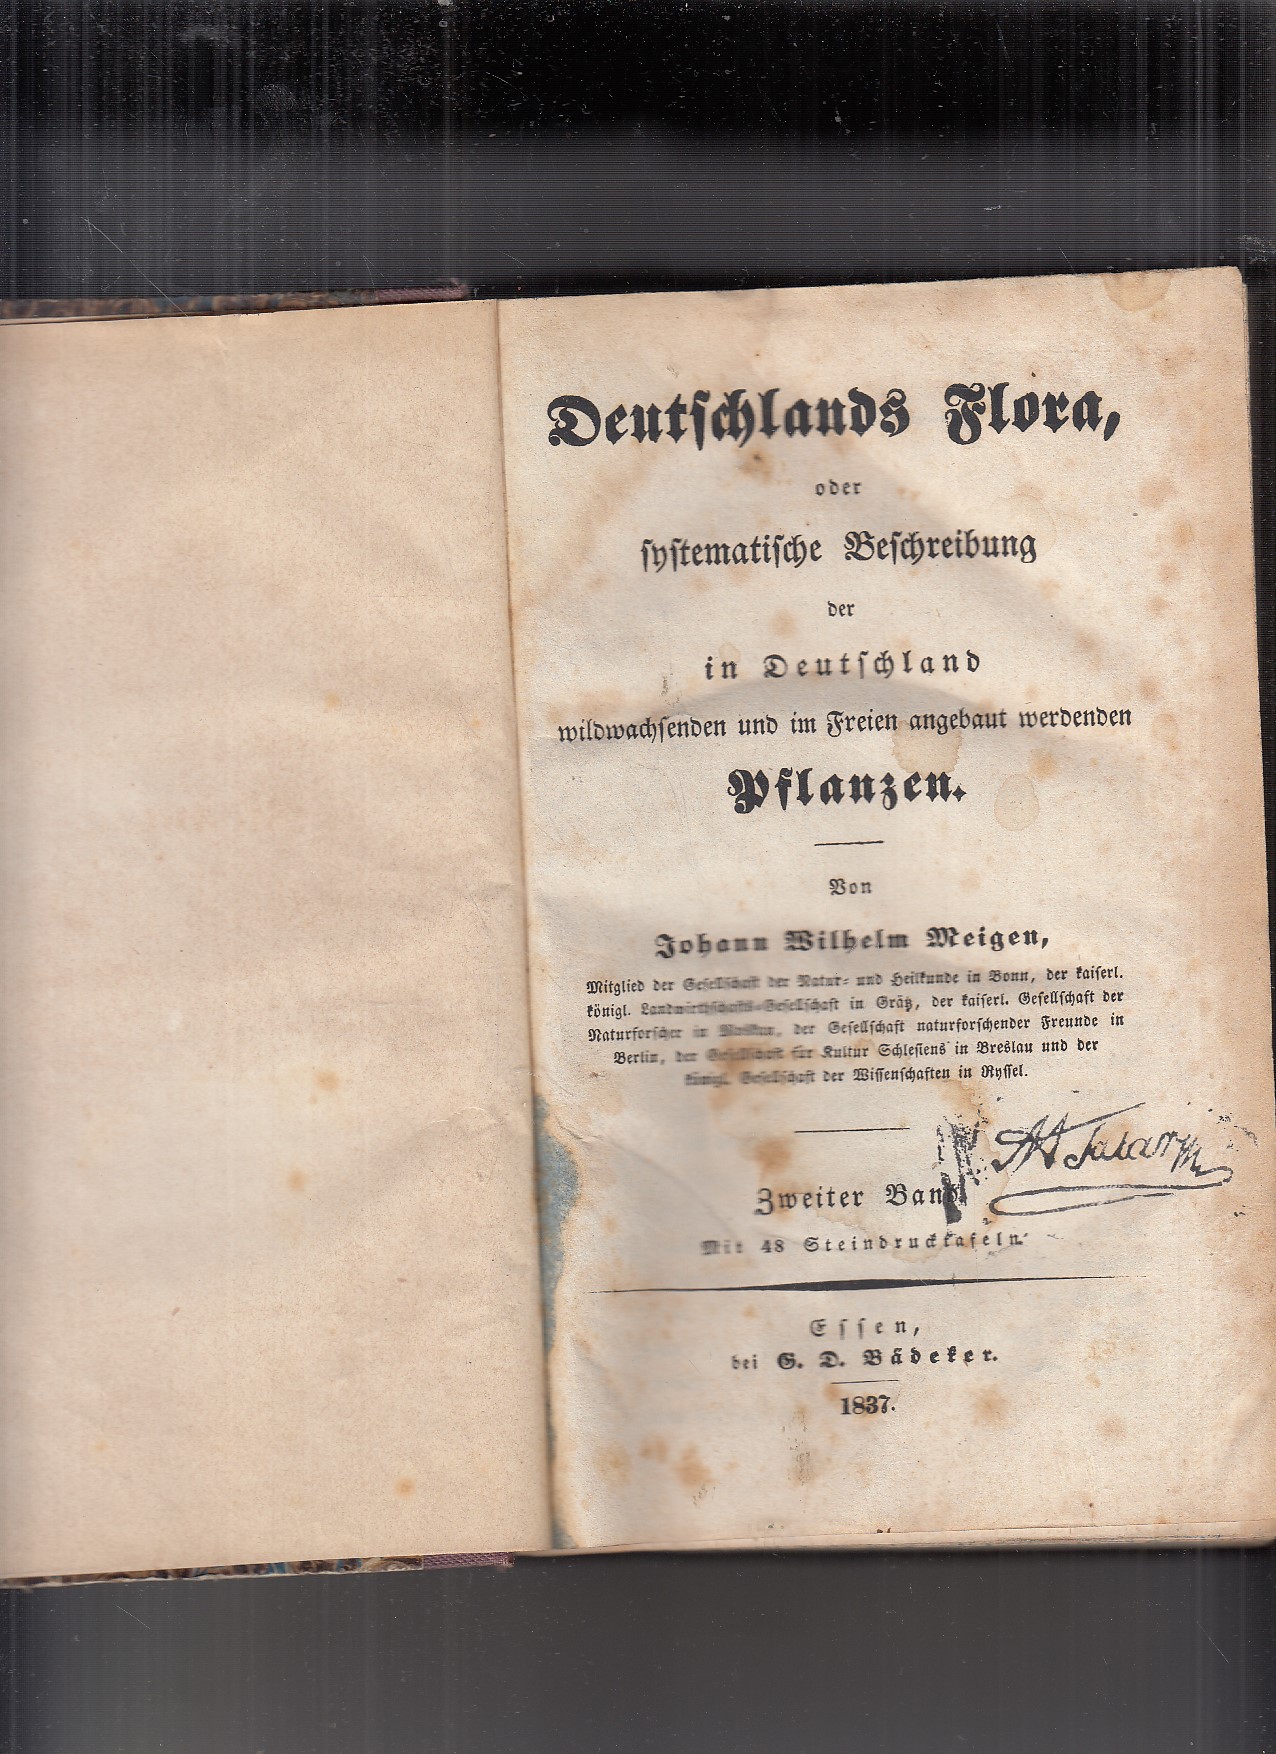 Deutschlands Flora,
oder
systematische Beschreibung
der
in Deutschland
wildwachsenden und im Freien angebaut werdenden
Pflanzen.
Von
Johann Wilhelm Meigen,
Mitglied der Gesellschaft der Natur- und Heilkunde in Bonn, der kaiserl.
königl. Landwirthschafts-Gesellschaft in Grätz, der kaiserl. Gesellschaft der
Naturforscher in Moskau, der Gesellschaft naturforschender Freunde in
Berlin, der Gesellschaft für Kultur Schlesiens in Breslau und der
königl. Gesellschaft der Wissenschaften in Ryssel.
Zweiter Band.
Mit 48 Steindrucktafeln.
Essen,
bei G. D. Bädeker.
1837.